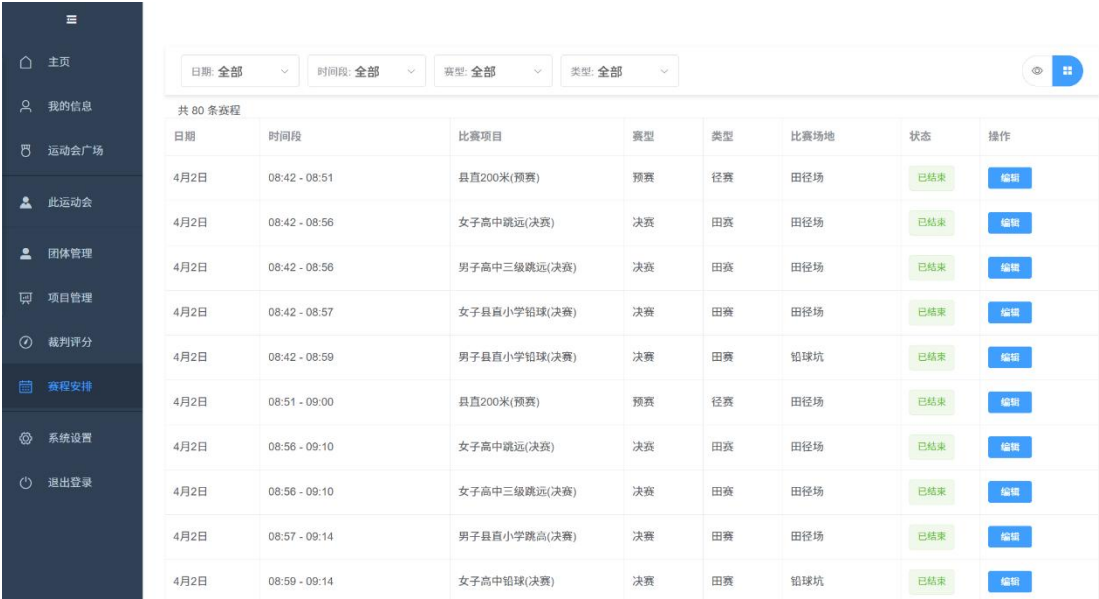 主页
我的信息
运动会广场
此运动会
团体管理
项目管理
裁判评分
赛程安排
系统设置
退出登录
日期: 全部 时间段: 全部 赛型: 全部 类型: 全部
共 80 条赛程
日期 时间段 比赛项目 赛型 类型 比赛场地 状态 操作
4月2日 08:42 - 08:51 县直200米(预赛) 预赛 径赛 田径场 已结束 编辑
4月2日 08:42 - 08:56 女子高中跳远(决赛) 决赛 田赛 田径场 已结束 编辑
4月2日 08:42 - 08:56 男子高中三级跳远(决赛) 决赛 田赛 田径场 已结束 编辑
4月2日 08:42 - 08:57 女子县直小学铅球(决赛) 决赛 田赛 田径场 已结束 编辑
4月2日 08:42 - 08:59 男子县直小学铅球(决赛) 决赛 田赛 铅球坑 已结束 编辑
4月2日 08:51 - 09:00 县直200米(预赛) 预赛 径赛 田径场 已结束 编辑
4月2日 08:56 - 09:10 女子高中跳远(决赛) 决赛 田赛 田径场 已结束 编辑
4月2日 08:56 - 09:10 女子高中三级跳远(决赛) 决赛 田赛 田径场 已结束 编辑
4月2日 08:57 - 09:14 男子县直小学跳高(决赛) 决赛 田赛 田径场 已结束 编辑
4月2日 08:59 - 09:14 女子高中铅球(决赛) 决赛 田赛 铅球坑 已结束 编辑